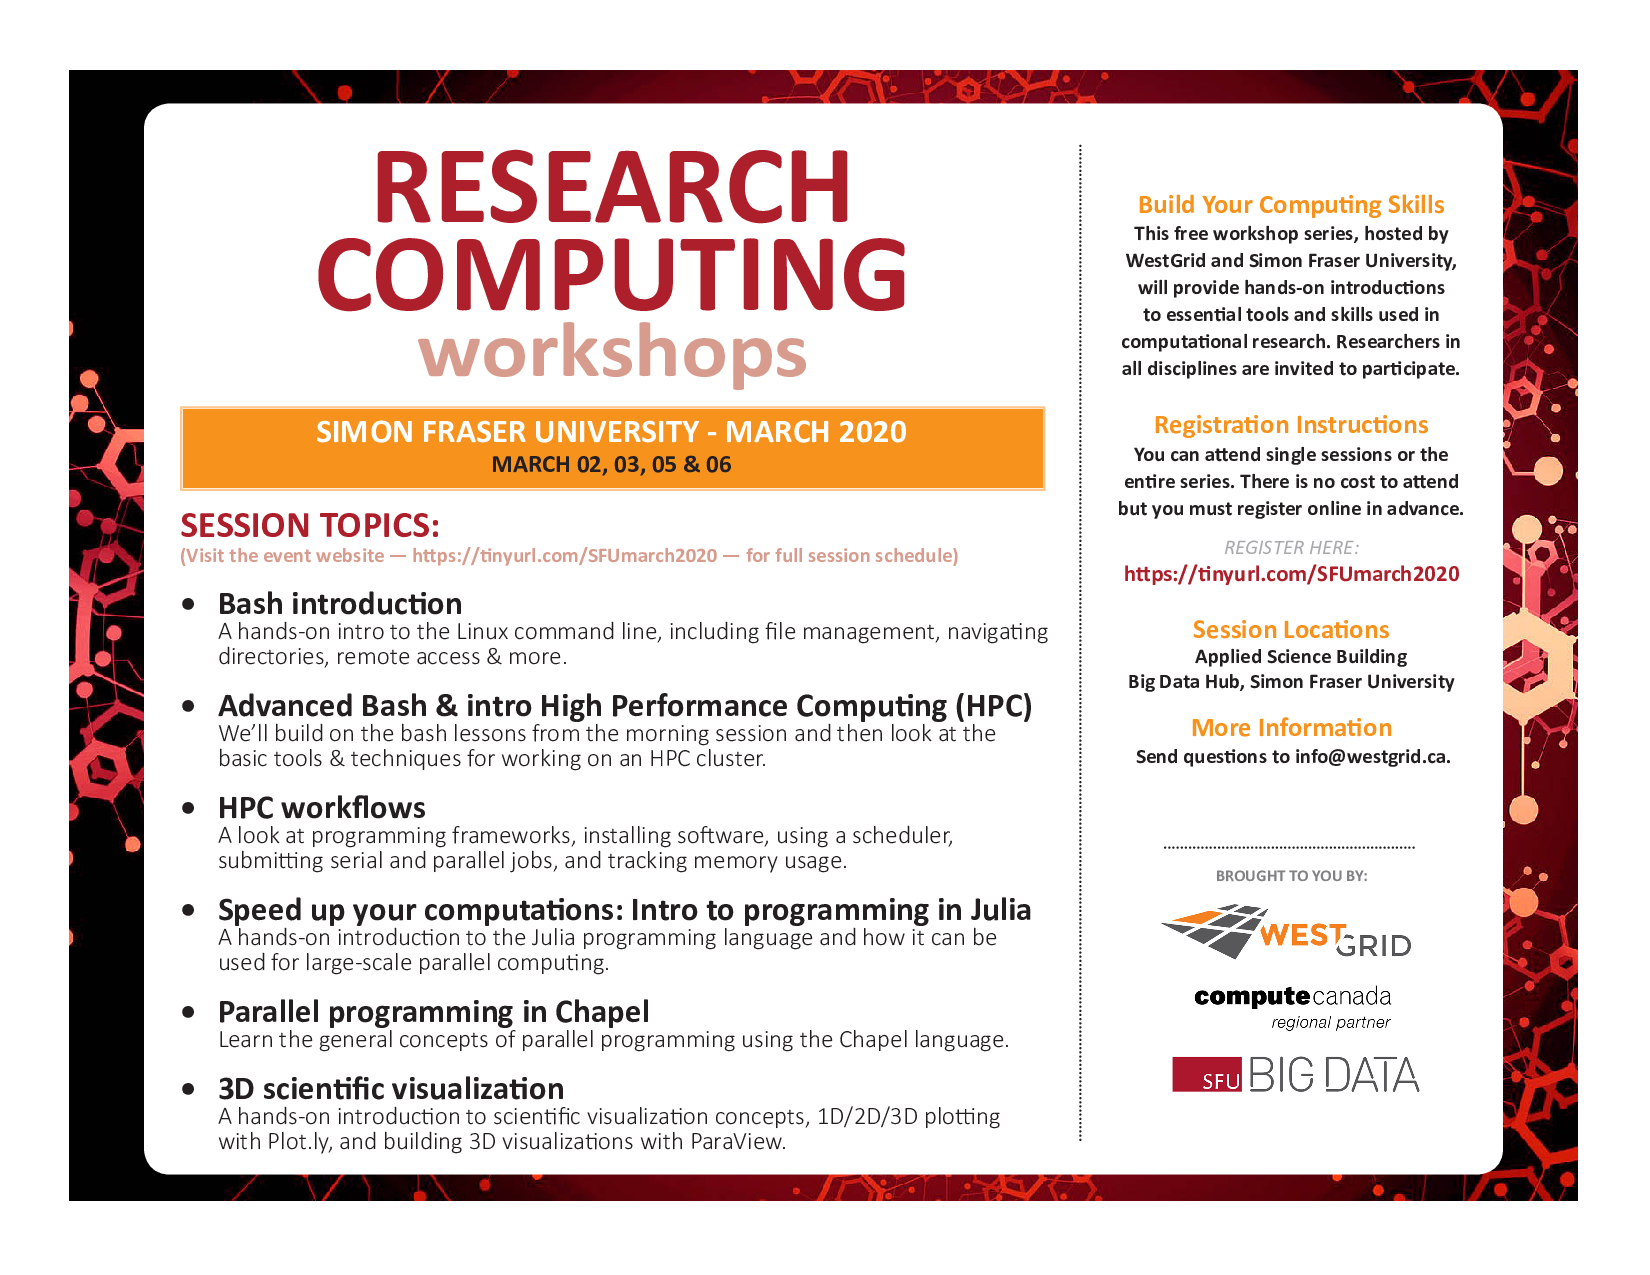 RESEARCH
COMPUTING
workshops
SIMON FRASER UNIVERSITY - MARCH 2020
MARCH 02, 03, 05 & 06
SESSION TOPICS:
(Visit the event website — https://tinyurl.com/SFUmarch2020 — for full session schedule)
• Bash introduction
A hands-on intro to the Linux command line, including file management, navigating
directories, remote access & more.
• Advanced Bash & intro High Performance Computing (HPC)
We’ll build on the bash lessons from the morning session and then look at the
basic tools & techniques for working on an HPC cluster.
• HPC workflows
A look at programming frameworks, installing software, using a scheduler,
submitting serial and parallel jobs, and tracking memory usage.
• Speed up your computations: Intro to programming in Julia
A hands-on introduction to the Julia programming language and how it can be
used for large-scale parallel computing.
• Parallel programming in Chapel
Learn the general concepts of parallel programming using the Chapel language.
• 3D scientific visualization
A hands-on introduction to scientific visualization concepts, 1D/2D/3D plotting
with Plot.ly, and building 3D visualizations with ParaView.
Build Your Computing Skills
This free workshop series, hosted by
WestGrid and Simon Fraser University,
will provide hands-on introductions
to essential tools and skills used in
computational research. Researchers in
all disciplines are invited to participate.
Registration Instructions
You can attend single sessions or the
entire series. There is no cost to attend
but you must register online in advance.
REGISTER HERE:
https://tinyurl.com/SFUmarch2020
Session Locations
Applied Science Building
Big Data Hub, Simon Fraser University
More Information
Send questions to info@westgrid.ca.
BROUGHT TO YOU BY:
WESTGRID
computecanada
regional partner
SFU BIG DATA